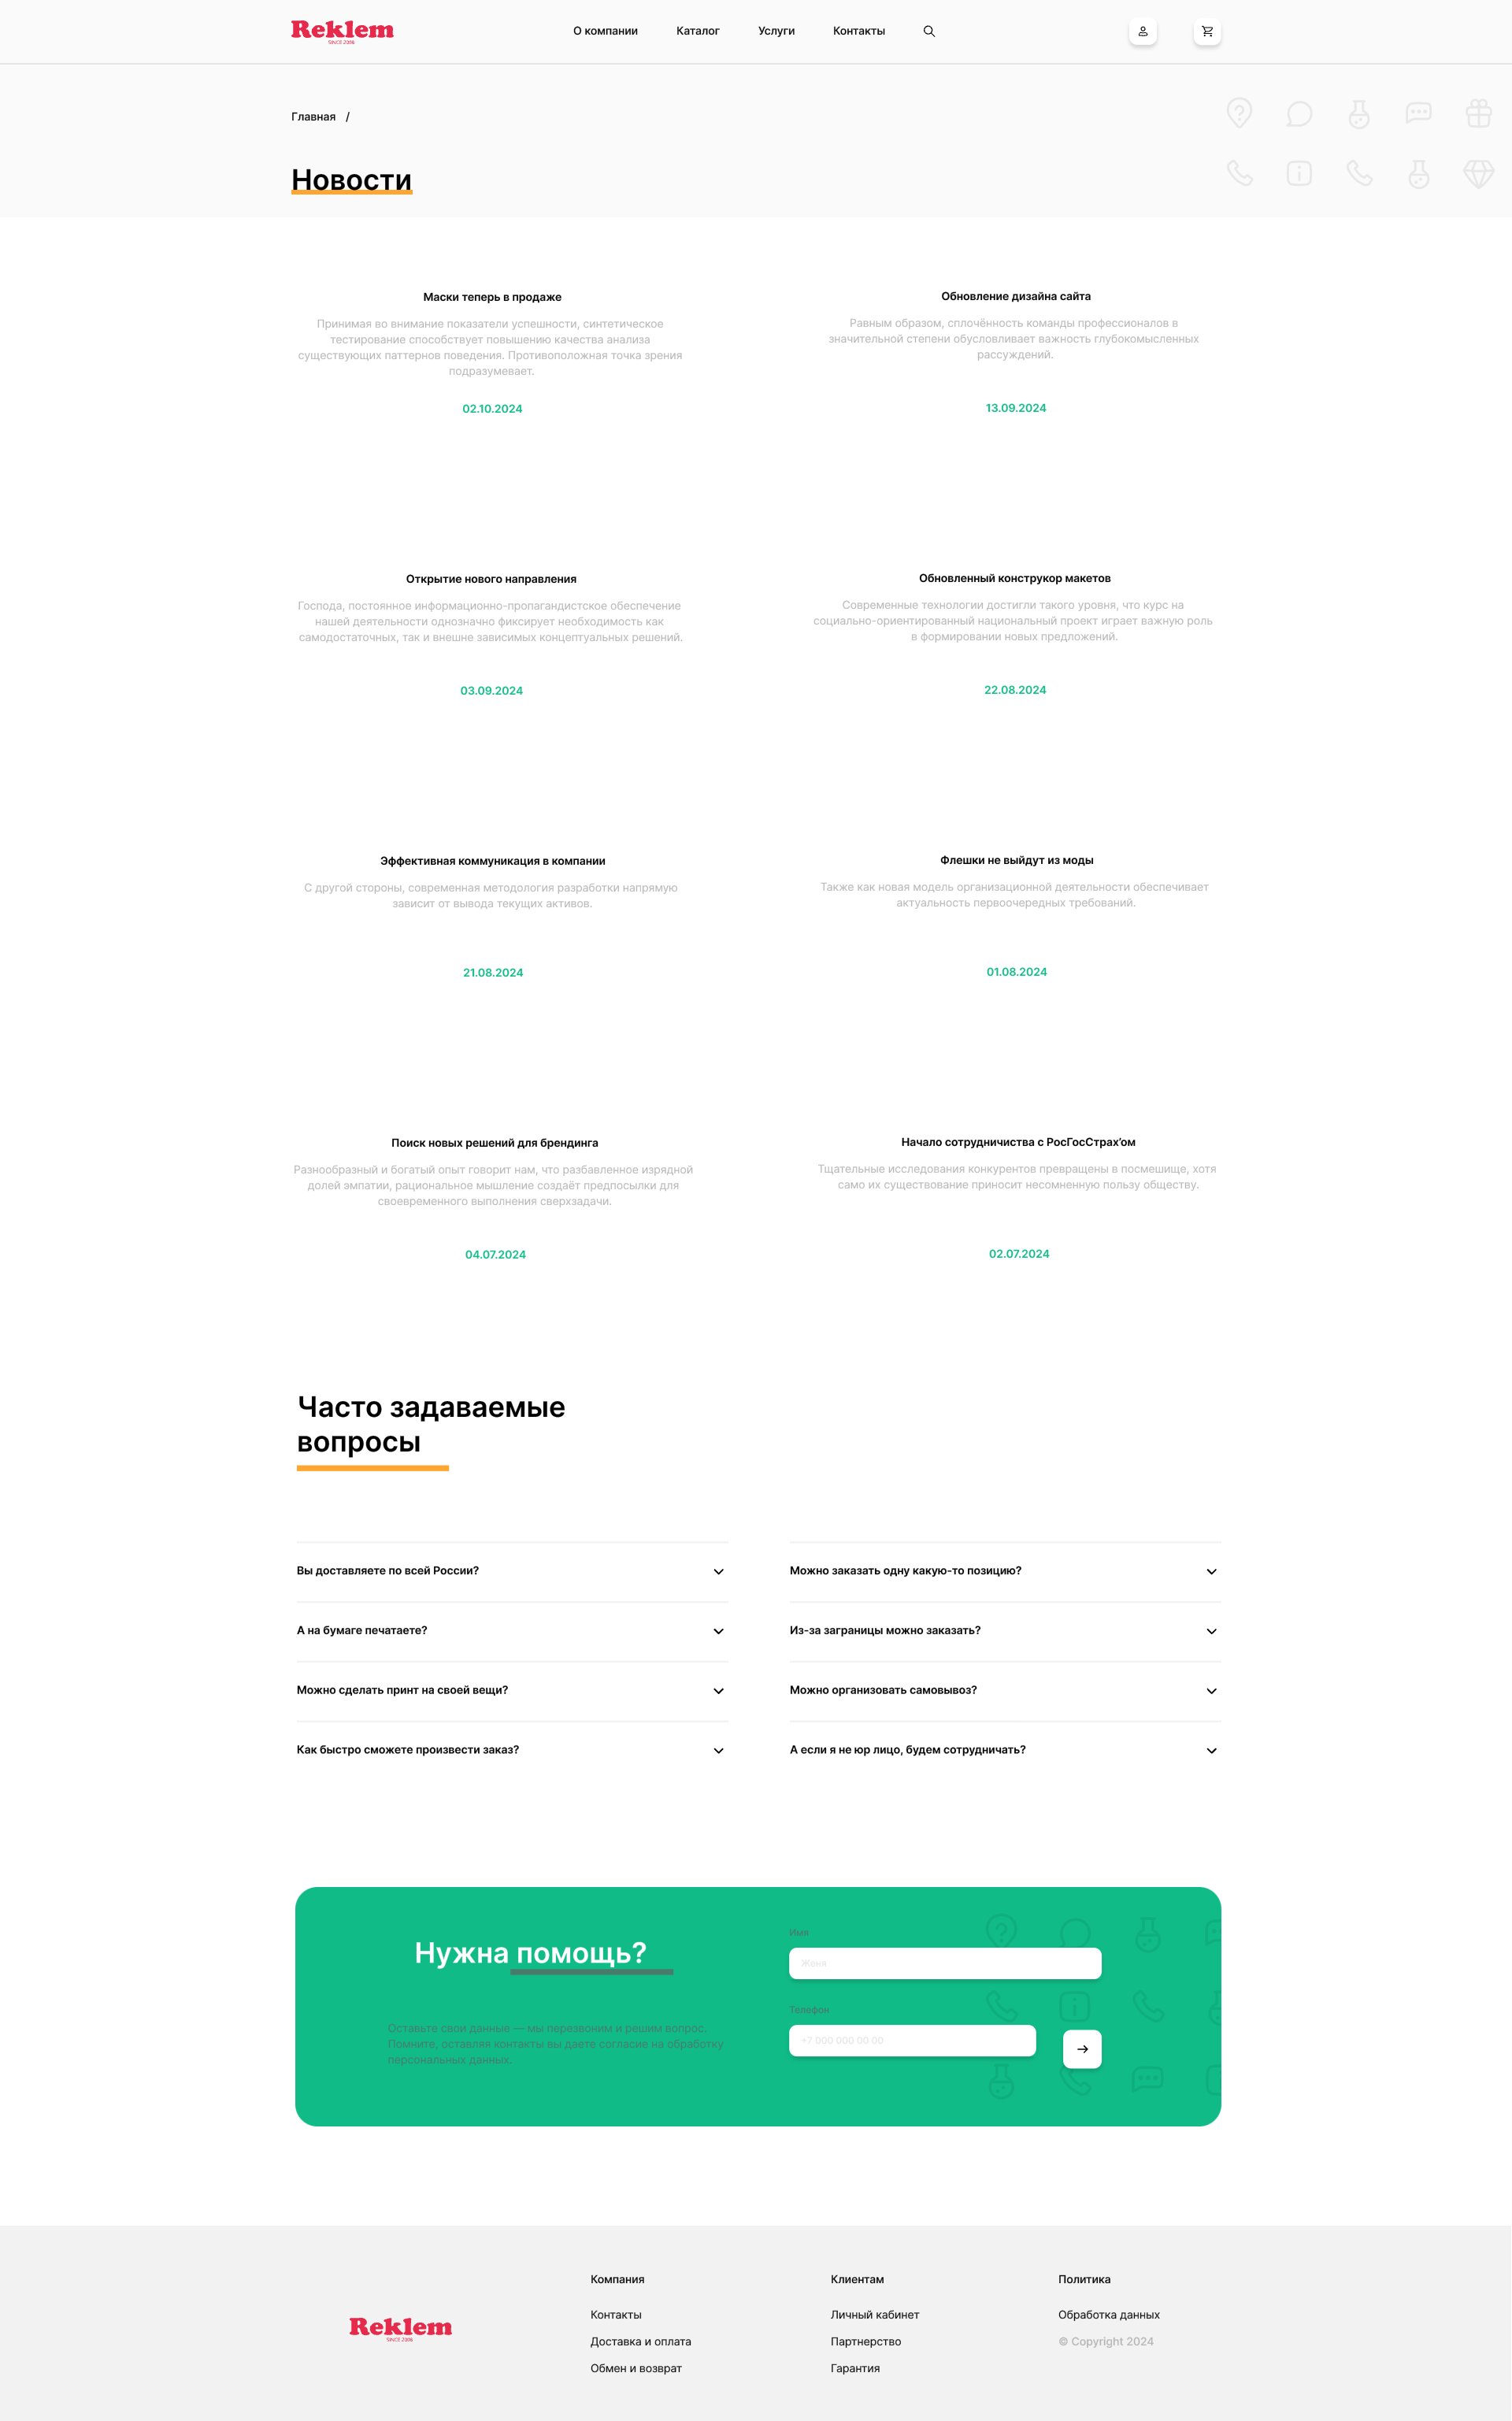 Reklem
SINCE 2006
О компании
Каталог
Услуги
Контакты
Главная /
Новости
Маски теперь в продаже
Принимая во внимание показатели успешности, синтетическое
тестирование способствует повышению качества анализа
существующих паттернов поведения. Противоположная точка зрения
подразумевает.
02.10.2024
Обновление дизайна сайта
Равным образом, сплочённость команды профессионалов в
значительной степени обусловливает важность глубокомысленных
рассуждений.
13.09.2024
Открытие нового направления
Господа, постоянное информационно-пропагандистское обеспечение
нашей деятельности однозначно фиксирует необходимость как
самодостаточных, так и внешне зависимых концептуальных решений.
03.09.2024
Обновленный конструкор макетов
Современные технологии достигли такого уровня, что курс на
социально-ориентированный национальный проект играет важную роль
в формировании новых предложений.
22.08.2024
Эффективная коммуникация в компании
С другой стороны, современная методология разработки напрямую
зависит от вывода текущих активов.
21.08.2024
Флешки не выйдут из моды
Также как новая модель организационной деятельности обеспечивает
актуальность первоочередных требований.
01.08.2024
Поиск новых решений для брендинга
Разнообразный и богатый опыт говорит нам, что разбавленное изрядной
долей эмпатии, рациональное мышление создаёт предпосылки для
своевременного выполнения сверхзадачи.
04.07.2024
Начало сотрудничиства с РосГосСтрах’ом
Тщательные исследования конкурентов превращены в посмешище, хотя
само их существование приносит несомненную пользу обществу.
02.07.2024
Часто задаваемые
вопросы
Вы доставляете по всей России?
А на бумаге печатаете?
Можно сделать принт на своей вещи?
Как быстро сможете произвести заказ?
Можно заказать одну какую-то позицию?
Из-за заграницы можно заказать?
Можно организовать самовывоз?
А если я не юр лицо, будем сотрудничать?
Нужна помощь?
Оставьте свои данные — мы перезвоним и решим вопрос.
Помните, оставляя контакты вы даете согласие на обработку
персональных данных.
Имя
Женя
Телефон
+7 000 000 00 00
Reklem
SINCE 2006
Компания
Контакты
Доставка и оплата
Обмен и возврат
Клиентам
Личный кабинет
Партнерство
Гарантия
Политика
Обработка данных
© Copyright 2024